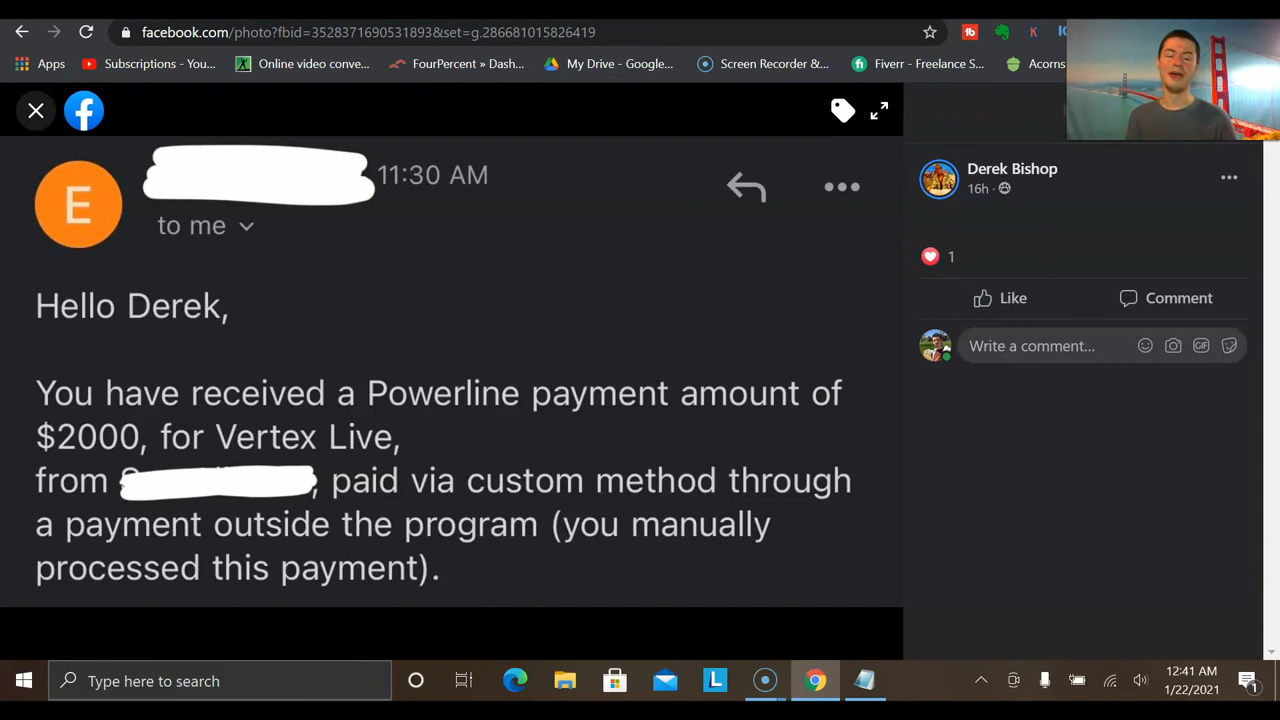 facebook.com/photo?fbid=3528371690531893&set=g.286681015826419
Apps
Subscriptions - You...
Online video conve...
FourPercent » Dash...
My Drive - Google...
Screen Recorder &...
Fiverr - Freelance S...
Acorns
11:30 AM
E
to me
Hello Derek,
You have received a Powerline payment amount of
$2000, for Vertex Live,
from , paid via custom method through
a payment outside the program (you manually
processed this payment).
Derek Bishop
16h
1
Like
Comment
Write a comment...
GIF
Type here to search
L
12:41 AM
1/22/2021
1